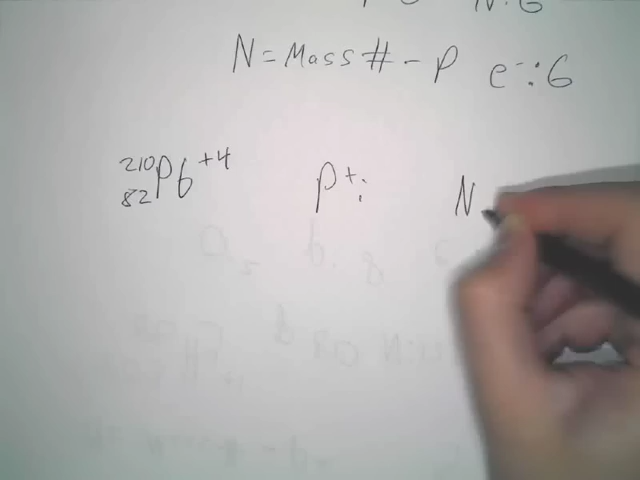 N = Mass # - P e⁻: 6
²¹⁰₈₂Pb⁺⁴ P⁺: N